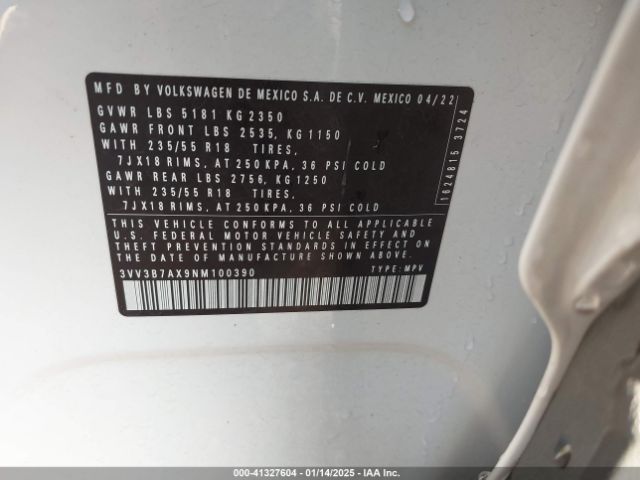 MFD BY VOLKSWAGEN DE MEXICO S.A. DE C.V. MEXICO 04/22
GVWR LBS 5181 KG 2350
GAWR FRONT LBS 2535, KG 1150
WITH 235/55 R18 TIRES,
7JX18 RIMS, AT 250 KPA, 36 PSI COLD
GAWR REAR LBS 2756, KG 1250
WITH 235/55 R18 TIRES,
7JX18 RIMS, AT 250 KPA, 36 PSI COLD
THIS VEHICLE CONFORMS TO ALL APPLICABLE
U.S. FEDERAL MOTOR VEHICLE SAFETY AND
THEFT PREVENTION STANDARDS IN EFFECT ON
THE DATE OF MANUFACTURE SHOWN ABOVE.
3VV3B7AX9NM100390 TYPE: MPV
1624815 3724
000-41327604 / 01/14/2025 / IAA Inc.